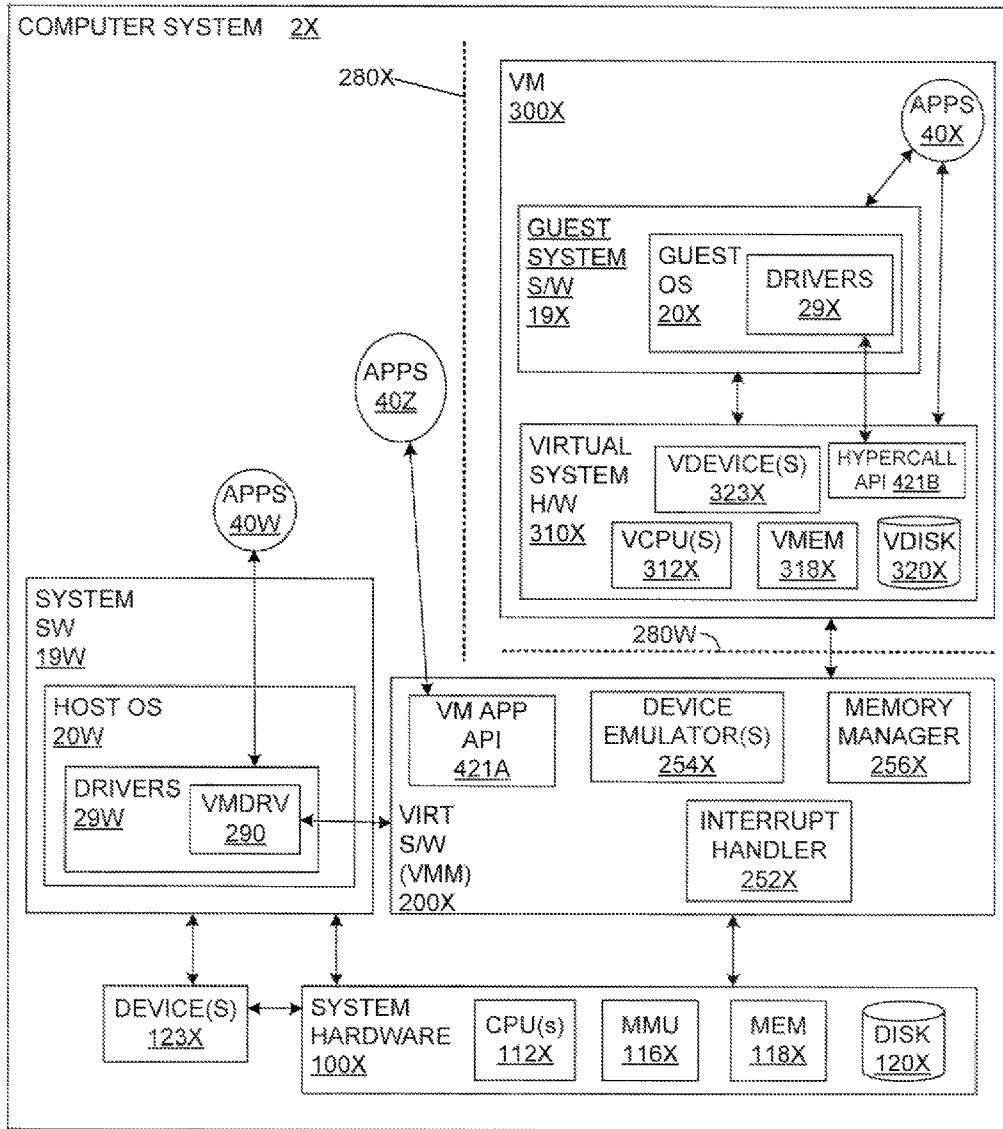 COMPUTER SYSTEM 2X
280X
VM
300X
APPS
40X
GUEST
SYSTEM
S/W
19X
GUEST
OS
20X
DRIVERS
29X
APPS
40Z
VIRTUAL
SYSTEM
H/W
310X
VDEVICE(S)
323X
HYPERCALL
API 421B
VCPU(S)
312X
VMEM
318X
VDISK
320X
APPS
40W
280W
SYSTEM
SW
19W
HOST OS
20W
DRIVERS
29W
VMDRV
290
VM APP
API
421A
DEVICE
EMULATOR(S)
254X
MEMORY
MANAGER
256X
VIRT
S/W
(VMM)
200X
INTERRUPT
HANDLER
252X
DEVICE(S)
123X
SYSTEM
HARDWARE
100X
CPU(s)
112X
MMU
116X
MEM
118X
DISK
120X